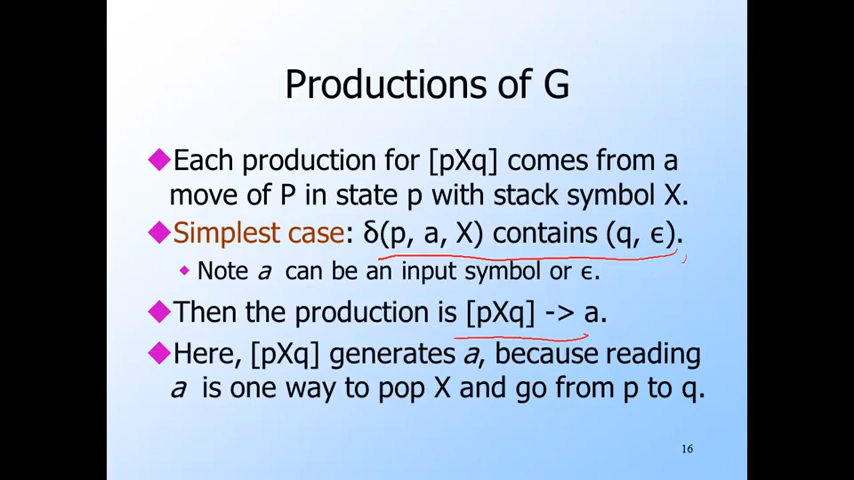 Productions of G
◆Each production for [pXq] comes from a
move of P in state p with stack symbol X.
◆Simplest case: δ(p, a, X) contains (q, ϵ).
◆ Note a can be an input symbol or ϵ.
◆Then the production is [pXq] -> a.
◆Here, [pXq] generates a, because reading
a is one way to pop X and go from p to q.
16